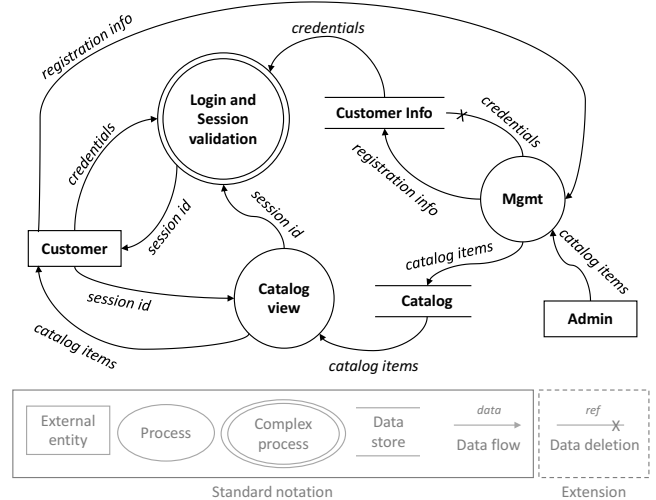 registration info
credentials
Login and
Session
validation
Customer Info
credentials
credentials
registration info
Mgmt
session id
session id
Customer
catalog items
catalog items
session id
Catalog
view
Catalog
Admin
catalog items
catalog items
External
entity
Process
Complex
process
Data
store
data
Data flow
ref
X
Data deletion
Standard notation
Extension